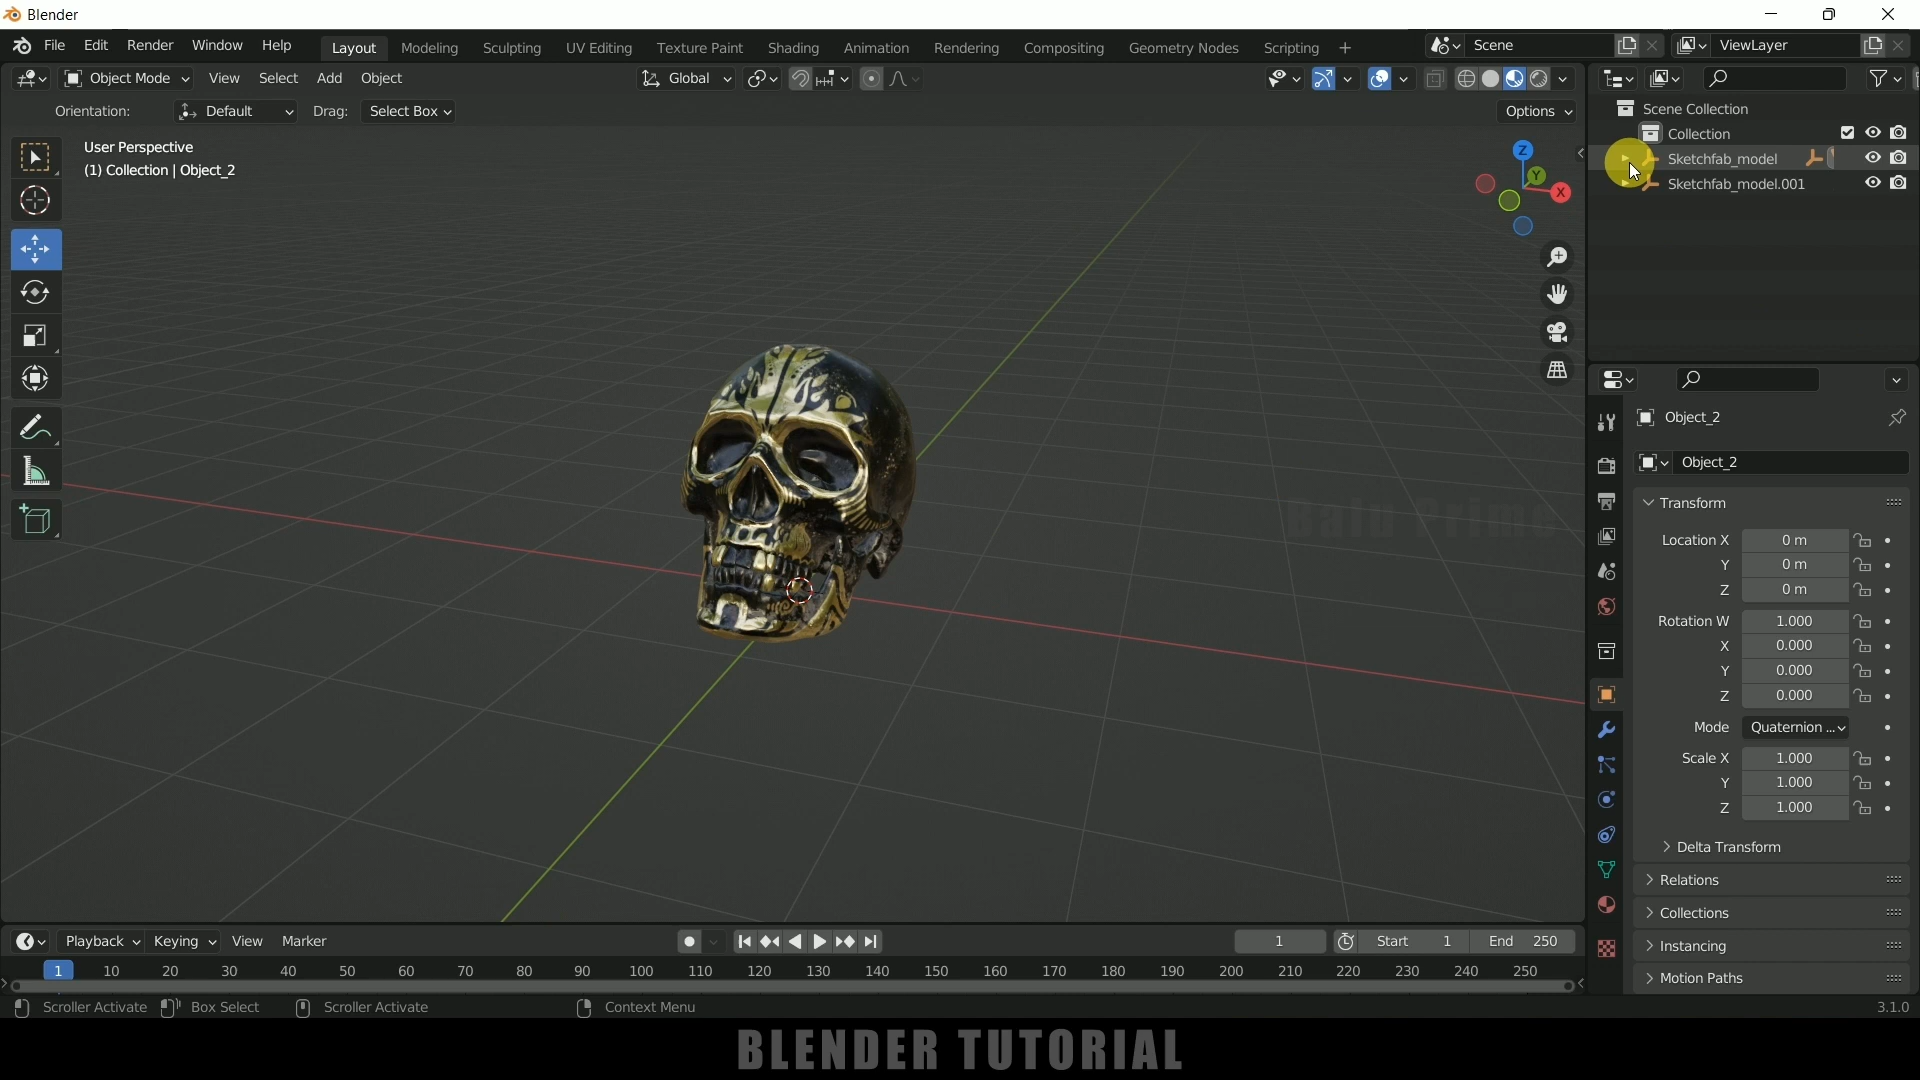 Blender
File Edit Render Window Help Layout Modeling Sculpting UV Editing Texture Paint Shading Animation Rendering Compositing Geometry Nodes Scripting + Scene ViewLayer
Object Mode View Select Add Object Global
Orientation: Default Drag: Select Box Options
User Perspective
(1) Collection | Object_2
Z
Y
X
Scene Collection
Collection
Sketchfab_model
Sketchfab_model.001
Object_2
Object_2
Transform
Location X 0 m
Y 0 m
Z 0 m
Rotation W 1.000
X 0.000
Y 0.000
Z 0.000
Mode Quaternion ...
Scale X 1.000
Y 1.000
Z 1.000
Delta Transform
Relations
Collections
Instancing
Motion Paths
Balu Prime
Playback Keying View Marker 1 Start 1 End 250
1 10 20 30 40 50 60 70 80 90 100 110 120 130 140 150 160 170 180 190 200 210 220 230 240 250
Scroller Activate Box Select Scroller Activate Context Menu 3.1.0
BLENDER TUTORIAL